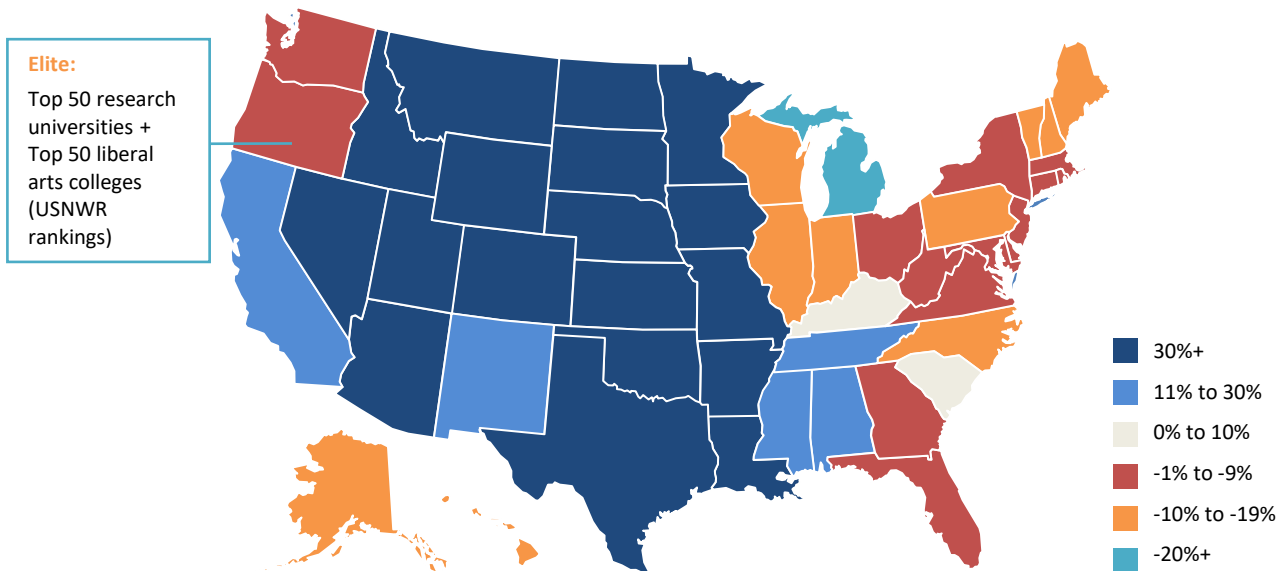 Elite:
Top 50 research
universities +
Top 50 liberal
arts colleges
(USNWR
rankings)
30%+
11% to 30%
0% to 10%
-1% to -9%
-10% to -19%
-20%+